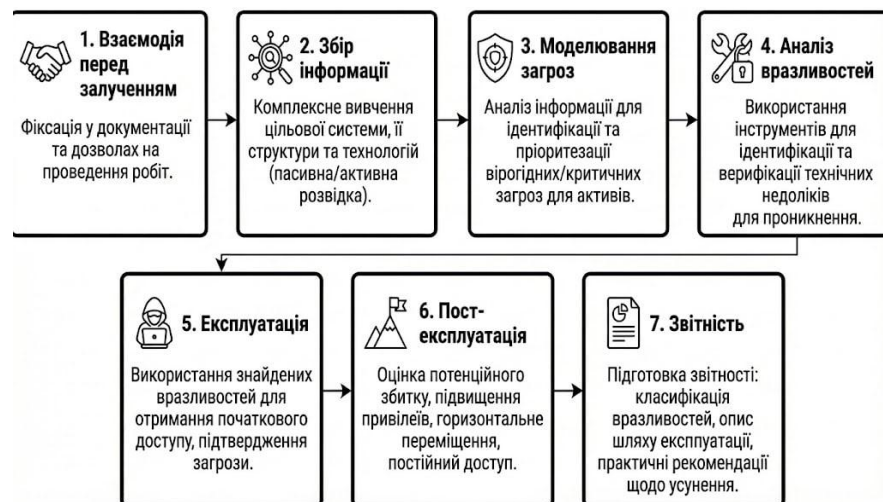 1. Взаємодія
перед
залученням
Фіксація у документації
та дозволах на
проведення робіт.
2. Збір
інформації
Комплексне вивчення
цільової системи, її
структури та технологій
(пасивна/активна
розвідка).
3. Моделювання
загроз
Аналіз інформації для
ідентифікації та
пріоритезації
вірогідних/критичних
загроз для активів.
4. Аналіз
вразливостей
Використання
інструментів для
ідентифікації та
верифікації технічних
недоліків
для проникнення.
5. Експлуатація
Використання знайдених
вразливостей для
отримання початкового
доступу, підтвердження
загрози.
6. Пост-
експлуатація
Оцінка потенційного
збитку, підвищення
привілеїв, горизонтальне
переміщення,
постійний доступ.
7. Звітність
Підготовка звітності:
класифікація
вразливостей, опис
шляху експлуатації,
практичні рекомендації
щодо усунення.